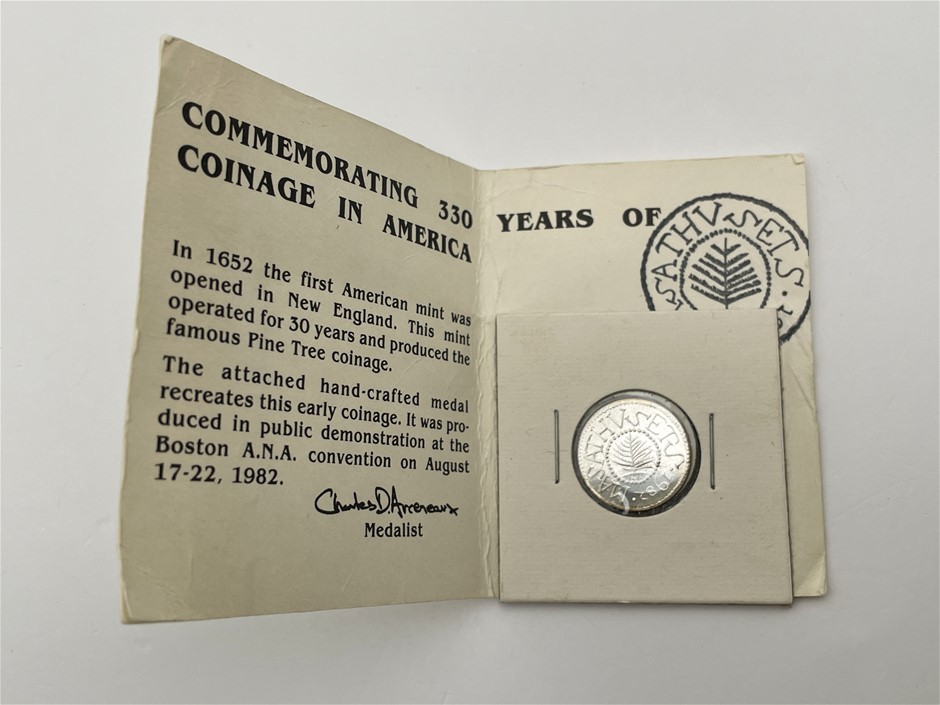 COMMEMORATING 330 YEARS OF
COINAGE IN AMERICA
In 1652 the first American mint was
opened in New England. This mint
operated for 30 years and produced the
famous Pine Tree coinage.
The attached hand-crafted medal
recreates this early coinage. It was pro-
duced in public demonstration at the
Boston A.N.A. convention on August
17-22, 1982.
Medalist
SATHVSETS.
MASATHVSERS